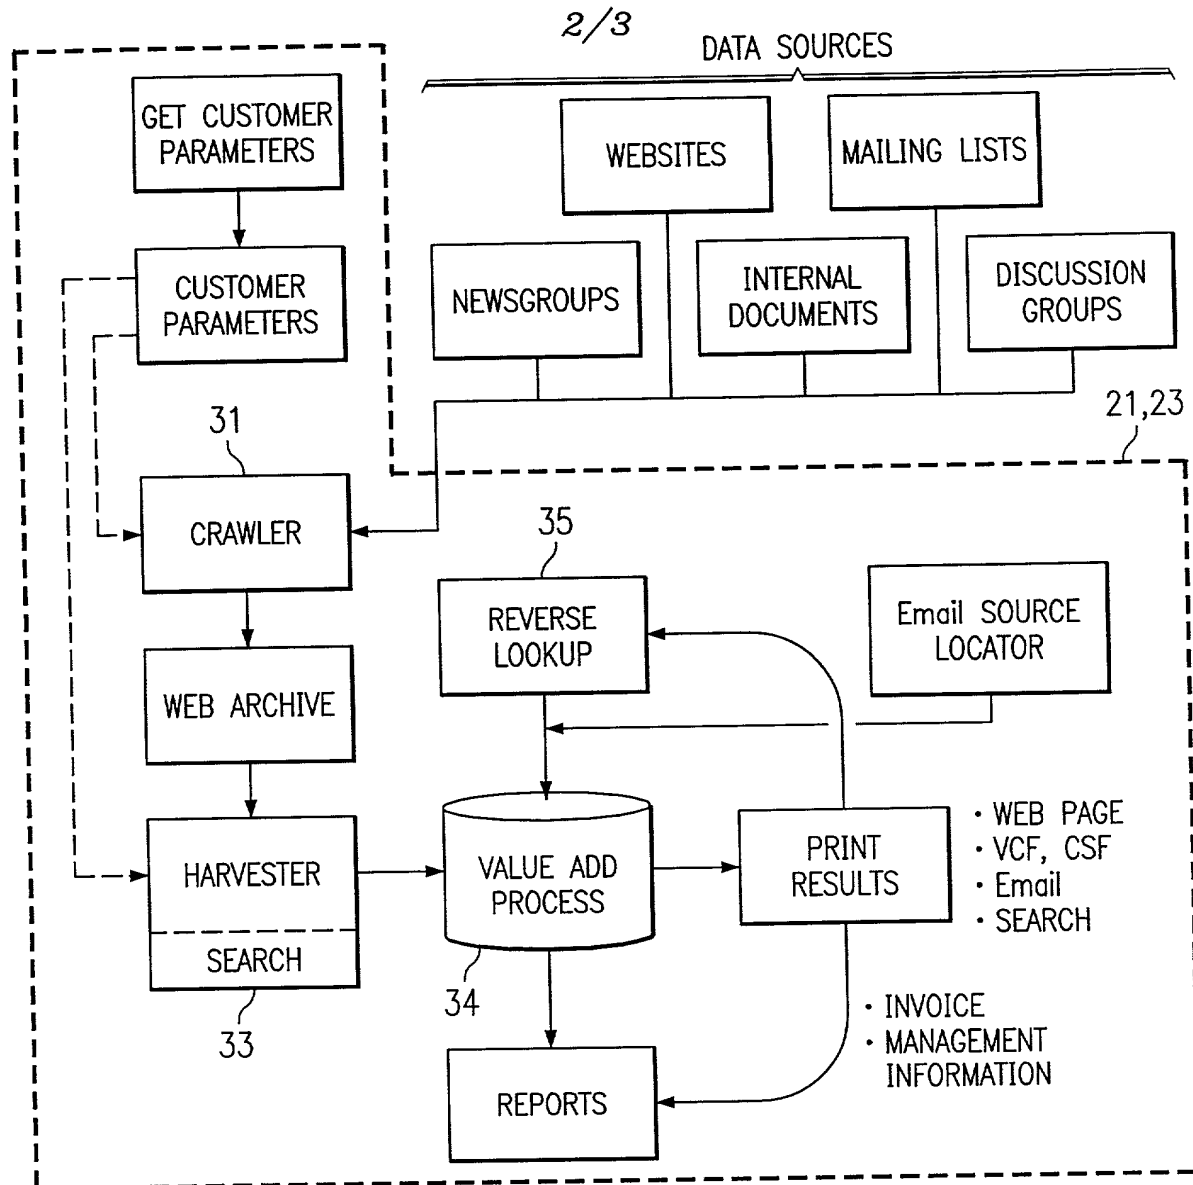 2/3
DATA SOURCES
GET CUSTOMER
PARAMETERS
WEBSITES
MAILING LISTS
CUSTOMER
PARAMETERS
NEWSGROUPS
INTERNAL
DOCUMENTS
DISCUSSION
GROUPS
21,23
31
CRAWLER
35
REVERSE
LOOKUP
Email SOURCE
LOCATOR
WEB ARCHIVE
HARVESTER
SEARCH
33
VALUE ADD
PROCESS
34
PRINT
RESULTS
· WEB PAGE
· VCF, CSF
· Email
· SEARCH
· INVOICE
· MANAGEMENT
INFORMATION
REPORTS